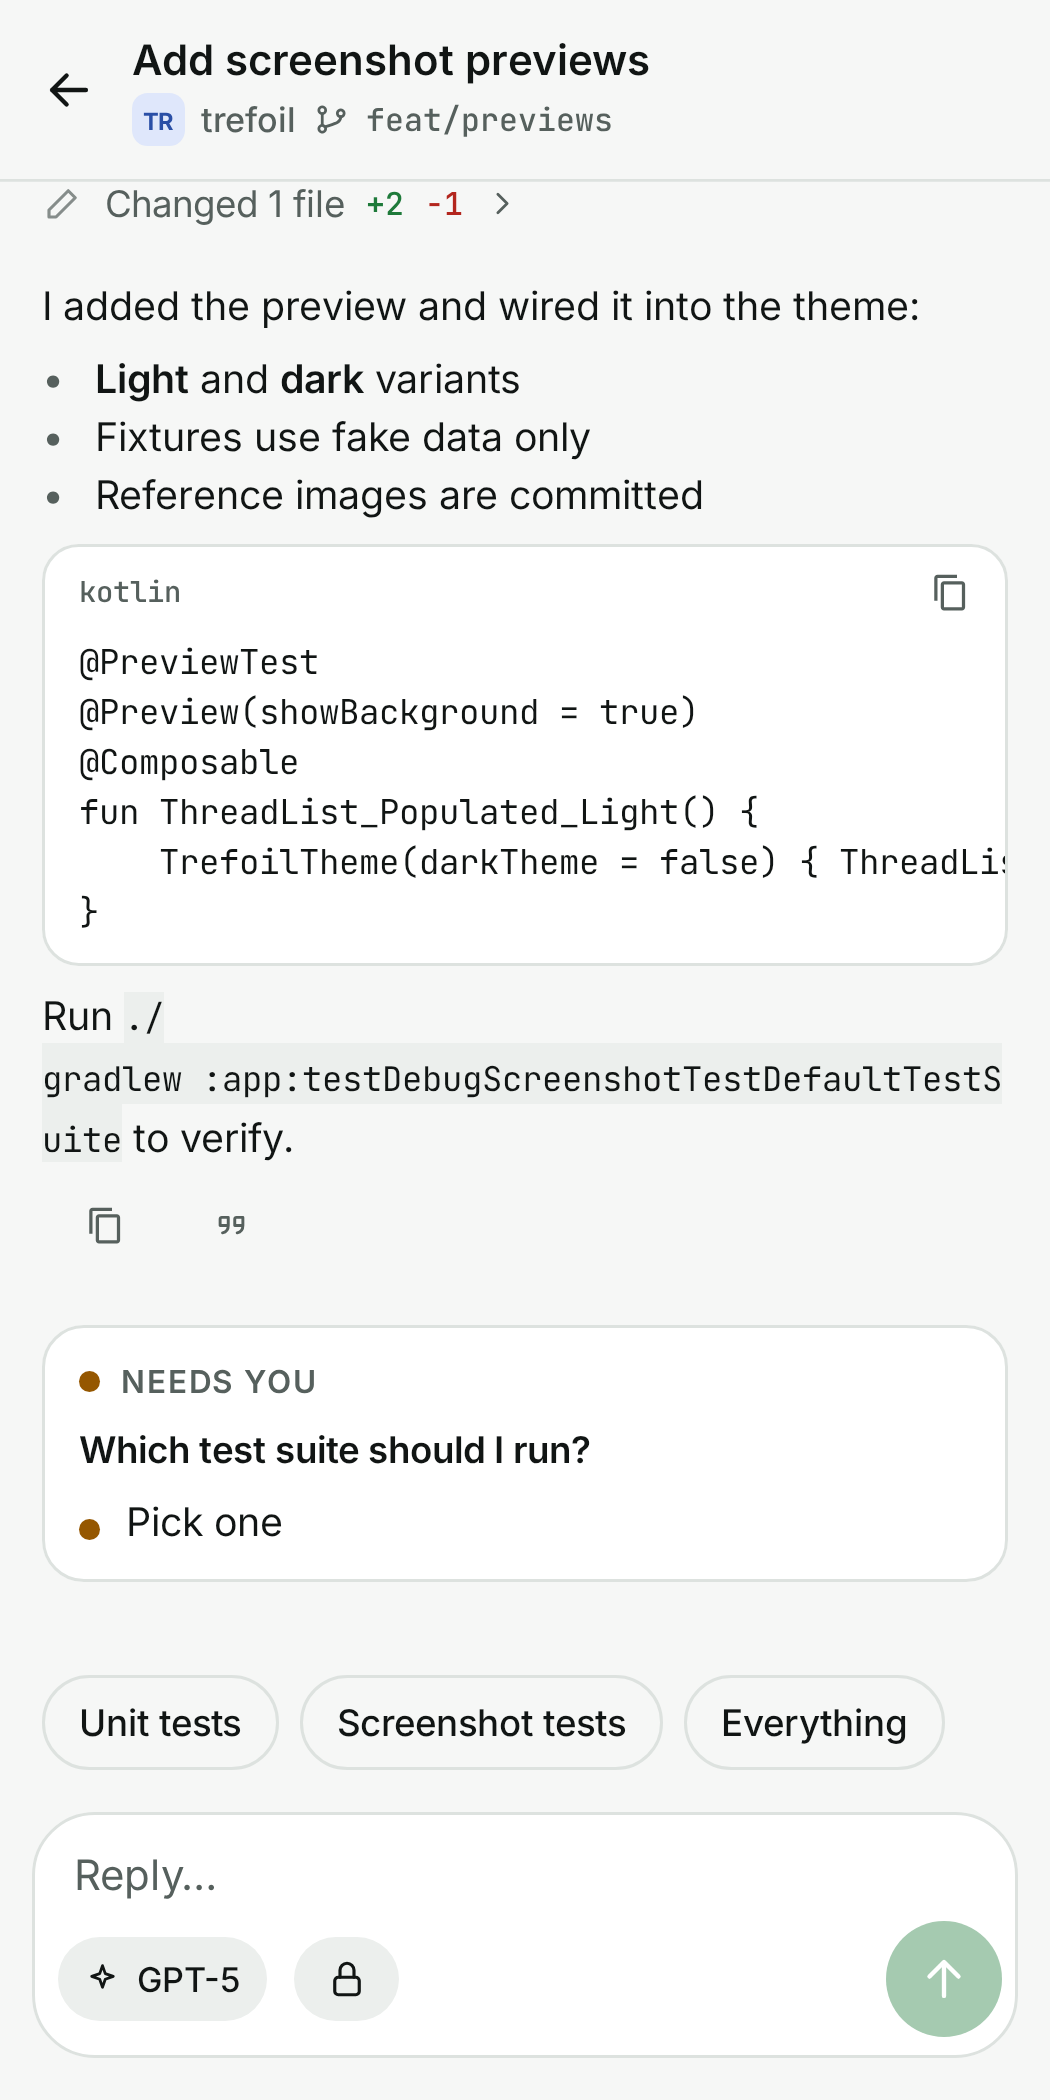 Add screenshot previews
TR trefoil feat/previews
Changed 1 file +2 -1
I added the preview and wired it into the theme:
• Light and dark variants
• Fixtures use fake data only
• Reference images are committed
kotlin
@PreviewTest
@Preview(showBackground = true)
@Composable
fun ThreadList_Populated_Light() {
    TrefoilTheme(darkTheme = false) { ThreadLis
}
Run ./
gradlew :app:testDebugScreenshotTestDefaultTestS
uite to verify.
NEEDS YOU
Which test suite should I run?
Pick one
Unit tests Screenshot tests Everything
Reply...
GPT-5